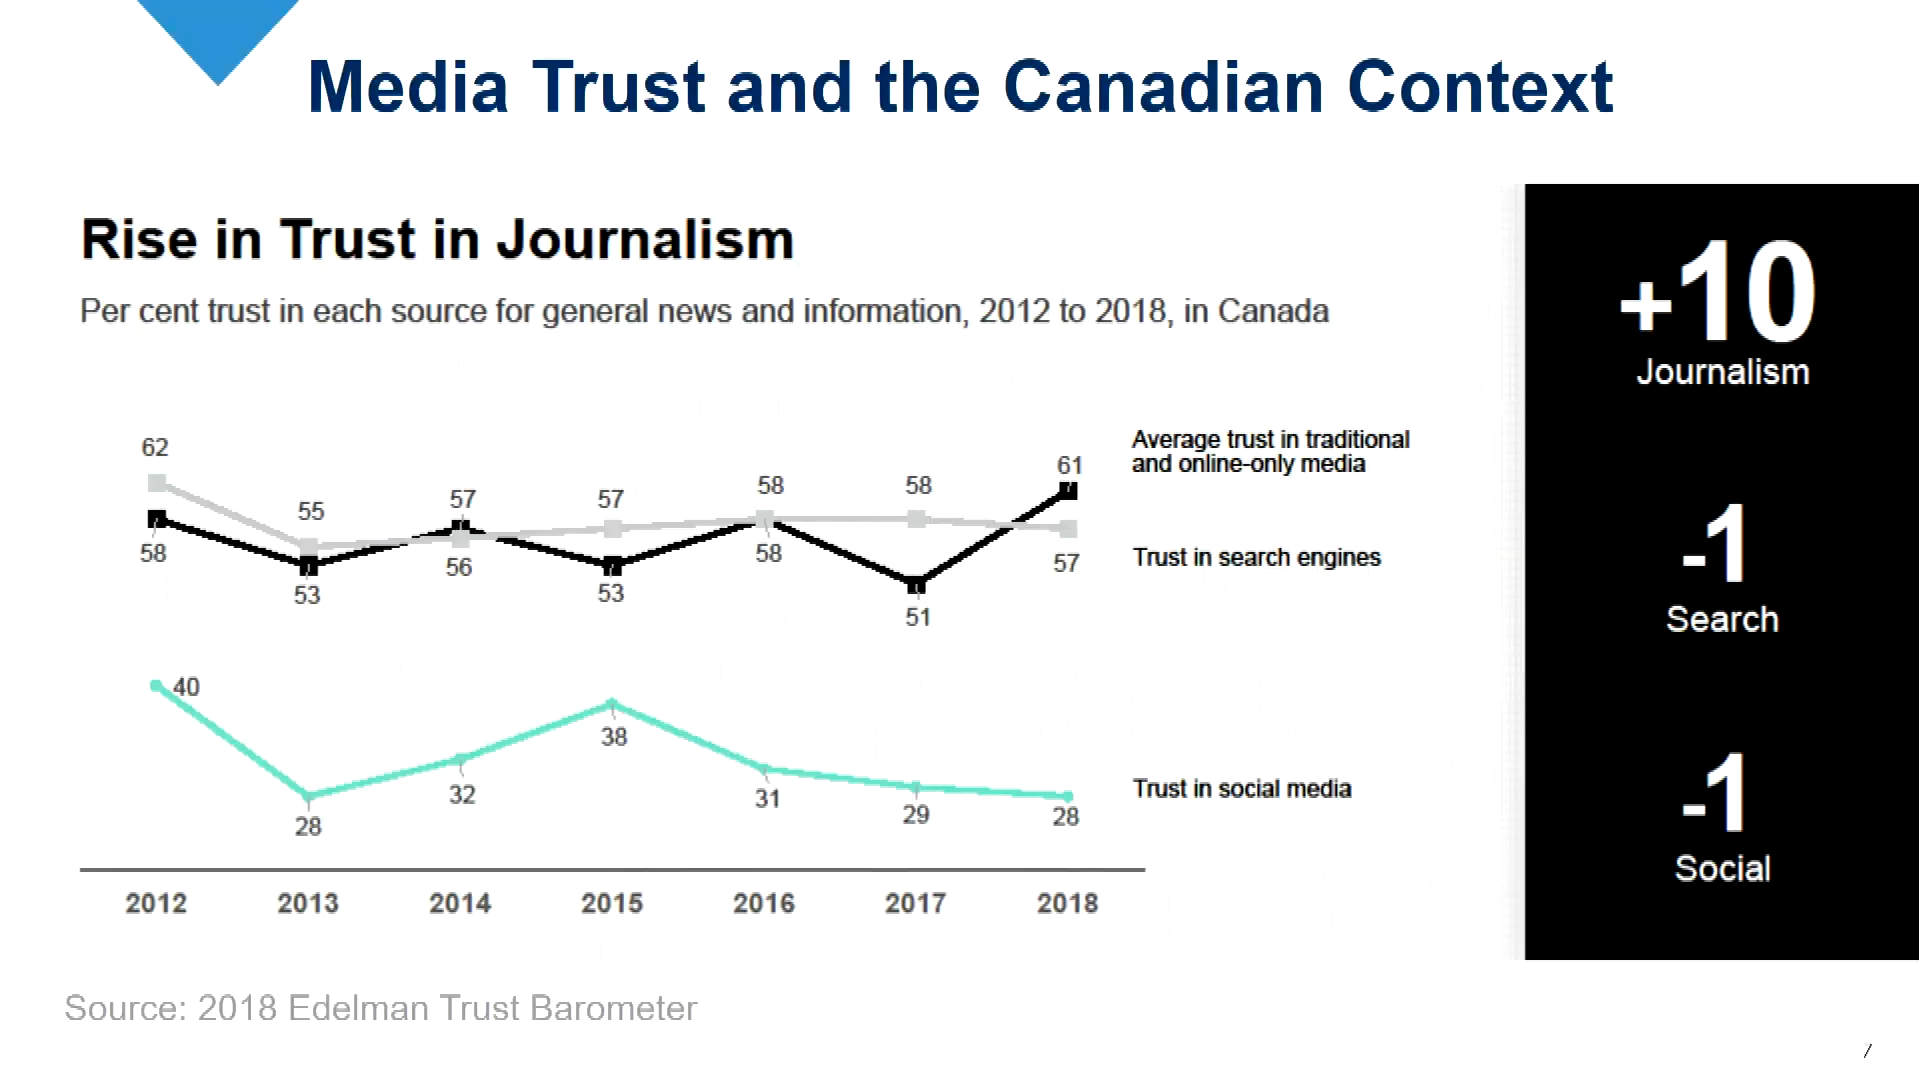 Media Trust and the Canadian Context
Rise in Trust in Journalism
Per cent trust in each source for general news and information, 2012 to 2018, in Canada
62
55
57
57
58
58
61
58
53
56
53
58
51
57
Average trust in traditional
and online-only media
Trust in search engines
40
28
32
38
31
29
28
Trust in social media
2012 2013 2014 2015 2016 2017 2018
+10
Journalism
-1
Search
-1
Social
Source: 2018 Edelman Trust Barometer